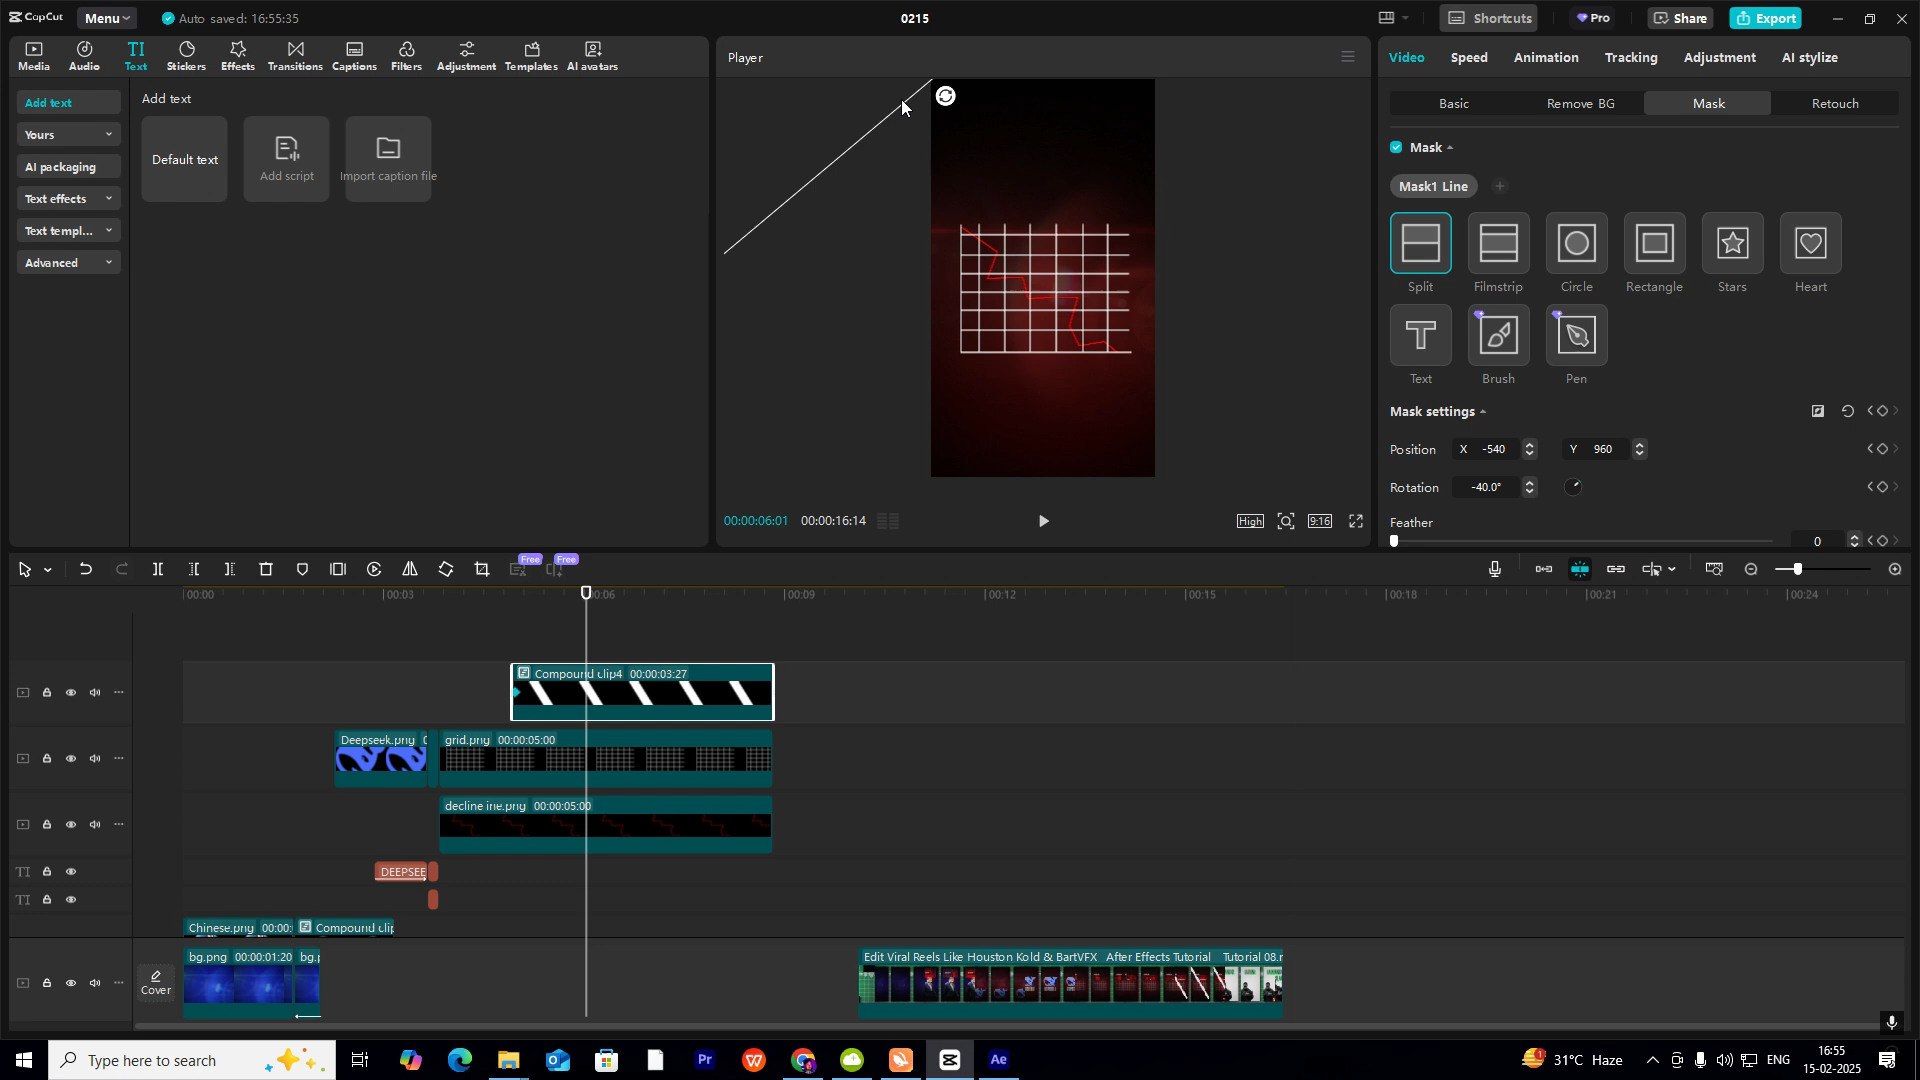 CapCut
Menu
Auto saved: 16:55:35
0215
Shortcuts
Pro
Share
Export
Media
Audio
TI
Text
Stickers
Effects
Transitions
Captions
Filters
Adjustment
Templates
AI avatars
Add text
Yours
AI packaging
Text effects
Text templ...
Advanced
Add text
Default text
Add script
Import caption file
Player
00:00:06:01
00:00:16:14
High
9:16
Video
Speed
Animation
Tracking
Adjustment
AI stylize
Basic
Remove BG
Mask
Retouch
Mask
Mask1 Line
Split
Filmstrip
Circle
Rectangle
Stars
Heart
Text
Brush
Pen
Mask settings
Position X -540 Y 960
Rotation -40.0°
Feather
0
Free
Free
00:00
00:03
00:06
00:09
00:12
00:15
00:18
00:21
00:24
Compound clip4 00:00:03:27
Deepseek.png
grid.png 00:00:05:00
decline ine.png 00:00:05:00
TI
DEEPSEE
TI
Chinese.png 00:00:
Compound clip
Cover
bg.png 00:00:01:20
bg.p
Edit Viral Reels Like Houston Kold & BartVFX After Effects Tutorial Tutorial 08.m
Type here to search
Pr
Ae
1
31°C Haze
ENG
16:55
15-02-2025